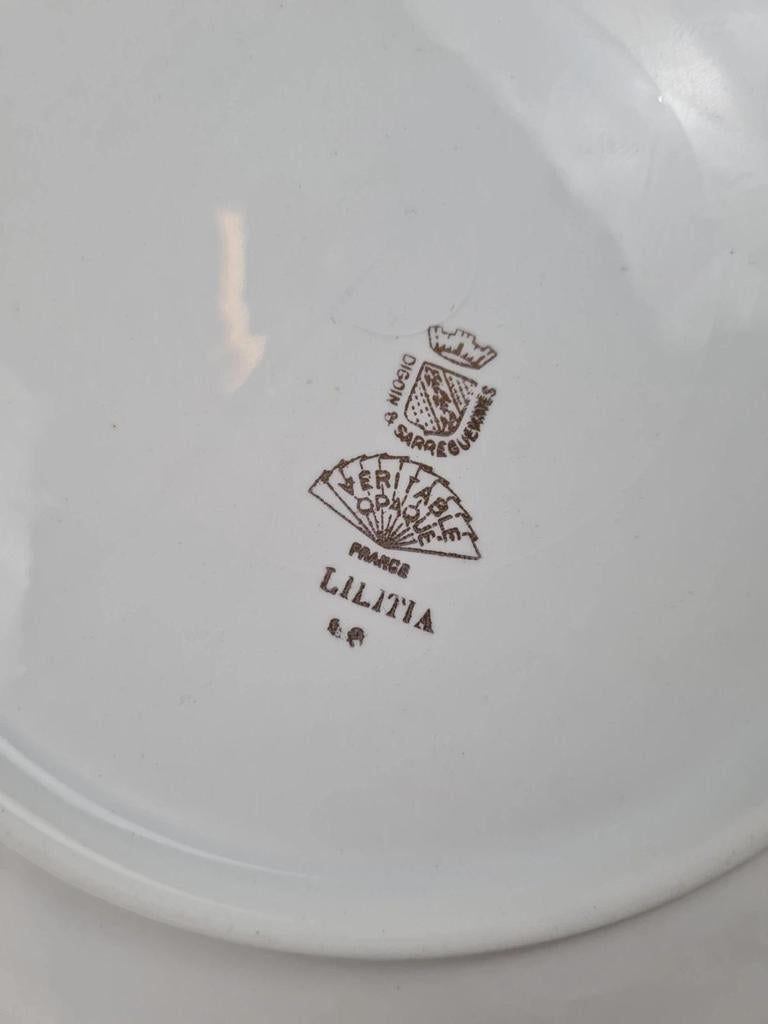 DIGOIN & SARREGUEMINES
VERITABLE
OPAQUE
FRANCE
LILITIA